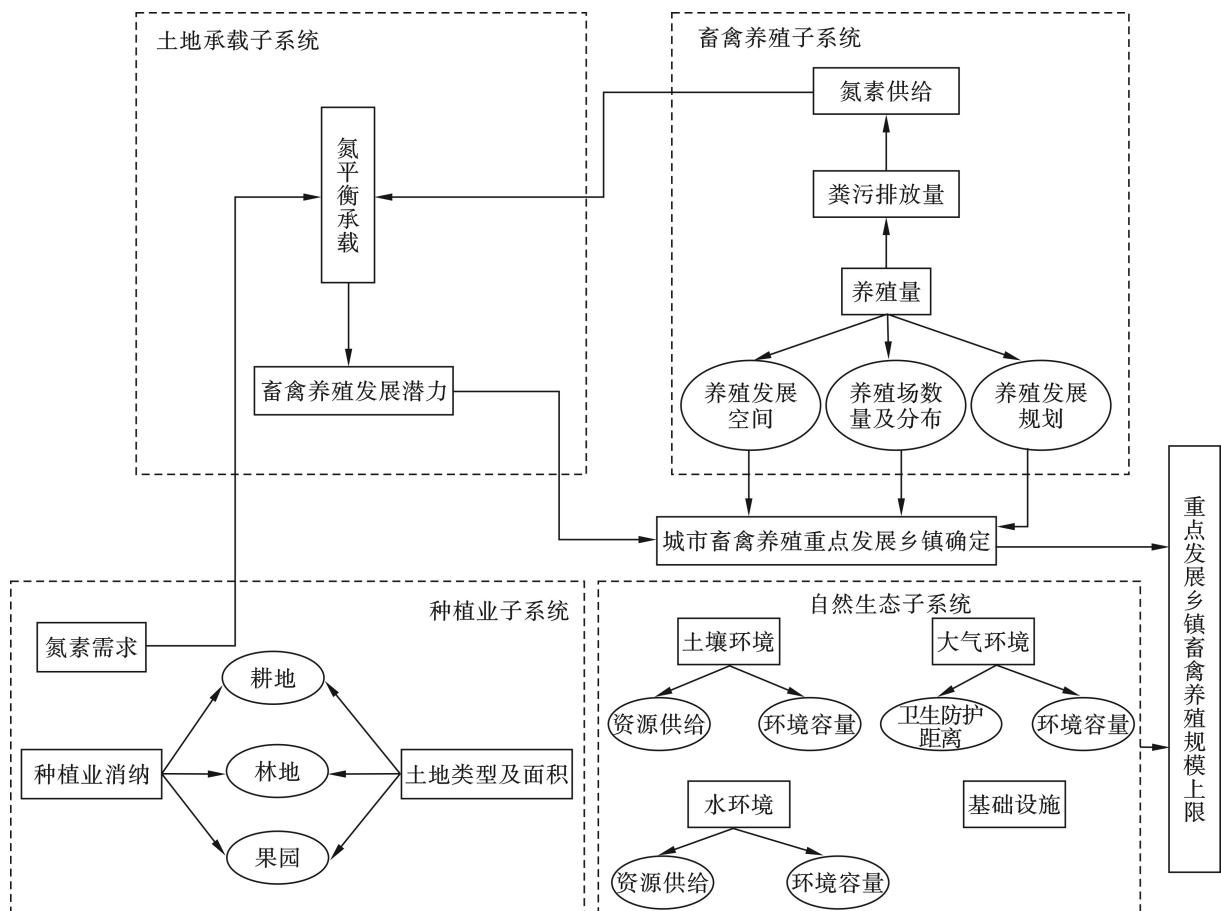 土地承载子系统
氮平衡承载
畜禽养殖发展潜力
畜禽养殖子系统
氮素供给
粪污排放量
养殖量
养殖发展
空间
养殖场数
量及分布
养殖发展
规划
城市畜禽养殖重点发展乡镇确定
重点发展乡镇畜禽养殖规模上限
种植业子系统
氮素需求
耕地
种植业消纳
林地
土地类型及面积
果园
自然生态子系统
土壤环境
大气环境
资源供给
环境容量
卫生防护
距离
环境容量
水环境
基础设施
资源供给
环境容量